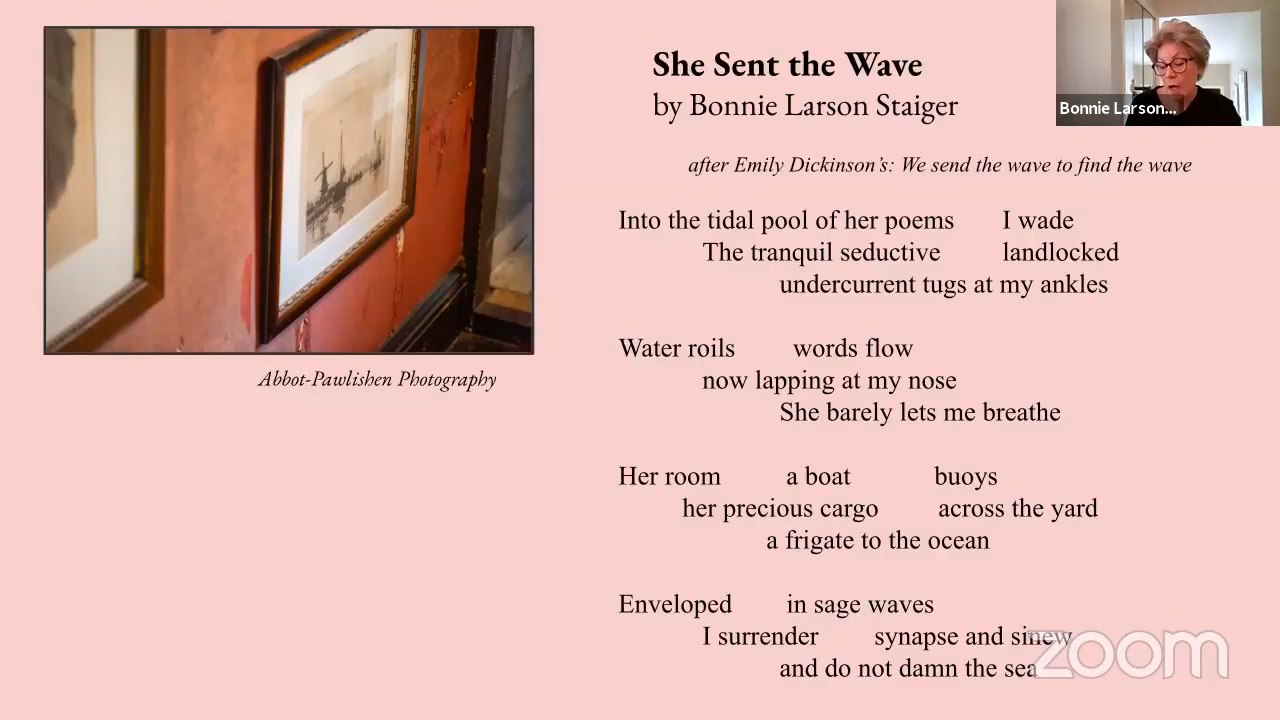 She Sent the Wave
by Bonnie Larson Staiger
Bonnie Larson...
after Emily Dickinson's: We send the wave to find the wave
Into the tidal pool of her poems I wade
The tranquil seductive landlocked
undercurrent tugs at my ankles
Water roils words flow
now lapping at my nose
She barely lets me breathe
Her room a boat buoys
her precious cargo across the yard
a frigate to the ocean
Enveloped in sage waves
I surrender synapse and sinew
and do not damn the sea
Abbot-Pawlishen Photography
zoom